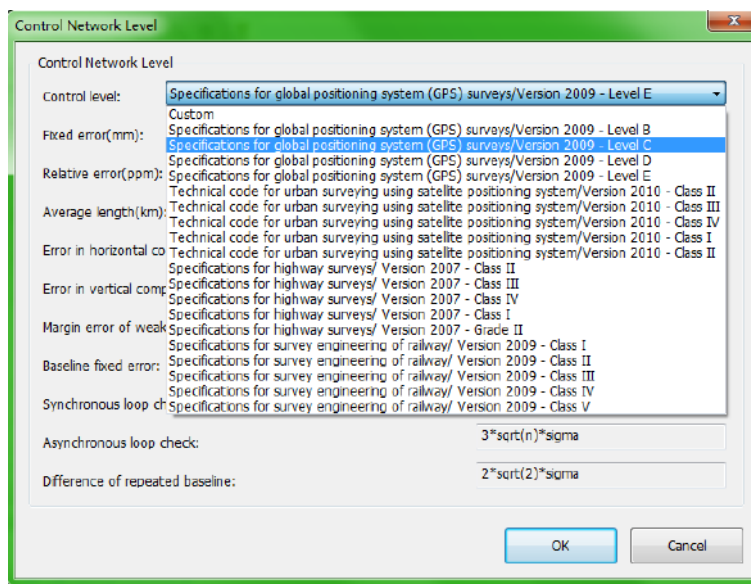 Control Network Level
x
Control Network Level
Control level: Specifications for global positioning system (GPS) surveys/Version 2009 - Level E
Custom
Fixed error(mm): Specifications for global positioning system (GPS) surveys/Version 2009 - Level B
Specifications for global positioning system (GPS) surveys/Version 2009 - Level C
Specifications for global positioning system (GPS) surveys/Version 2009 - Level D
Relative error(ppm): Specifications for global positioning system (GPS) surveys/Version 2009 - Level E
Technical code for urban surveying using satelite positioning system/Version 2010 - Class II
Average length(km): Technical code for urban surveying using satelite positioning system/Version 2010 - Class III
Technical code for urban surveying using satelite positioning system/Version 2010 - Class IV
Technical code for urban surveying using satelite positioning system/Version 2010 - Class I
Error in horizontal co Technical code for urban surveying using satelite positioning system/Version 2010 - Class II
Specifications for highway surveys/ Version 2007 - Class II
Error in vertical comp Specifications for highway surveys/ Version 2007 - Class III
Specifications for highway surveys/ Version 2007 - Class IV
Specifications for highway surveys/ Version 2007 - Class I
Margin error of weak Specifications for highway surveys/ Version 2007 - Grade II
Specifications for survey engineering of railway/ Version 2009 - Class I
Baseline fixed error: Specifications for survey engineering of railway/ Version 2009 - Class II
Specifications for survey engineering of railway/ Version 2009 - Class III
Specifications for survey engineering of railway/ Version 2009 - Class IV
Synchronous loop ch Specifications for survey engineering of railway/ Version 2009 - Class V
Asynchronous loop check: 3*sqrt(n)*sigma
Difference of repeated baseline: 2*sqrt(2)*sigma
OK Cancel